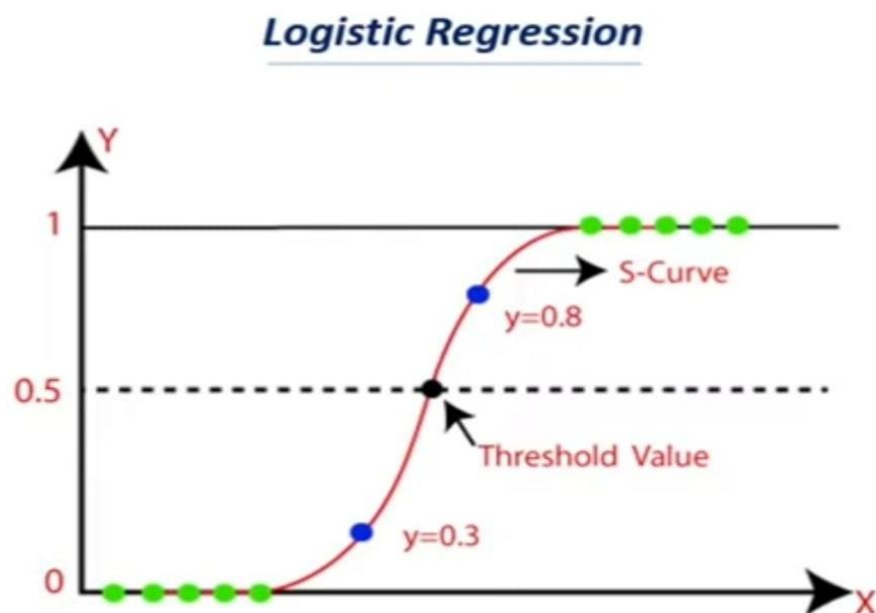 Logistic Regression
Y
1
S-Curve
y=0.8
0.5
Threshold Value
y=0.3
0
X